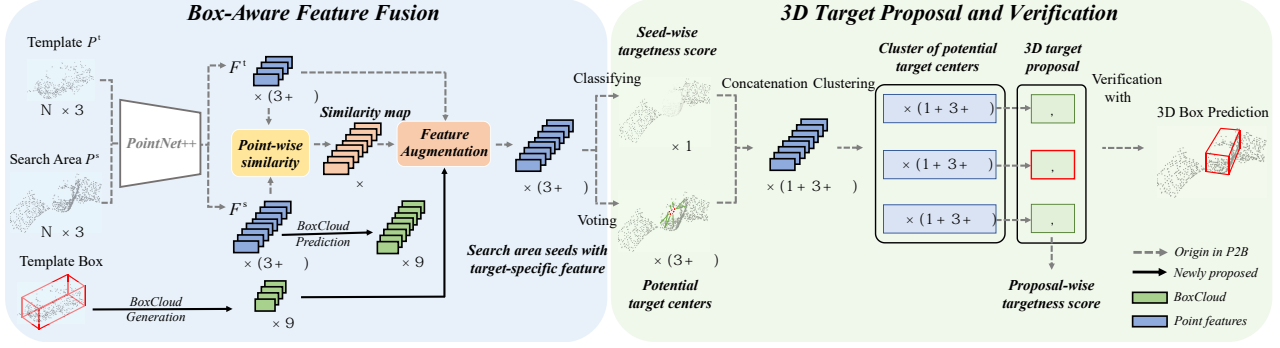 Box-Aware Feature Fusion
3D Target Proposal and Verification
Template P^t
N × 3
Search Area P^s
N × 3
Template Box
PointNet++
F^t
× (3+ )
Point-wise
similarity
F^s
× (3+ )
Similarity map
×
Feature
Augmentation
BoxCloud
Prediction
× 9
BoxCloud
Generation
× 9
× (3+ )
Search area seeds with
target-specific feature
Classifying
Voting
Seed-wise
targetness score
× 1
× (3+ )
Potential
target centers
Concatenation Clustering
× (1+ 3+ )
Cluster of potential
target centers
× (1+ 3+ )
× (1+ 3+ )
× (1+ 3+ )
3D target
proposal
,
,
,
Proposal-wise
targetness score
Verification
with
3D Box Prediction
Origin in P2B
Newly proposed
BoxCloud
Point features